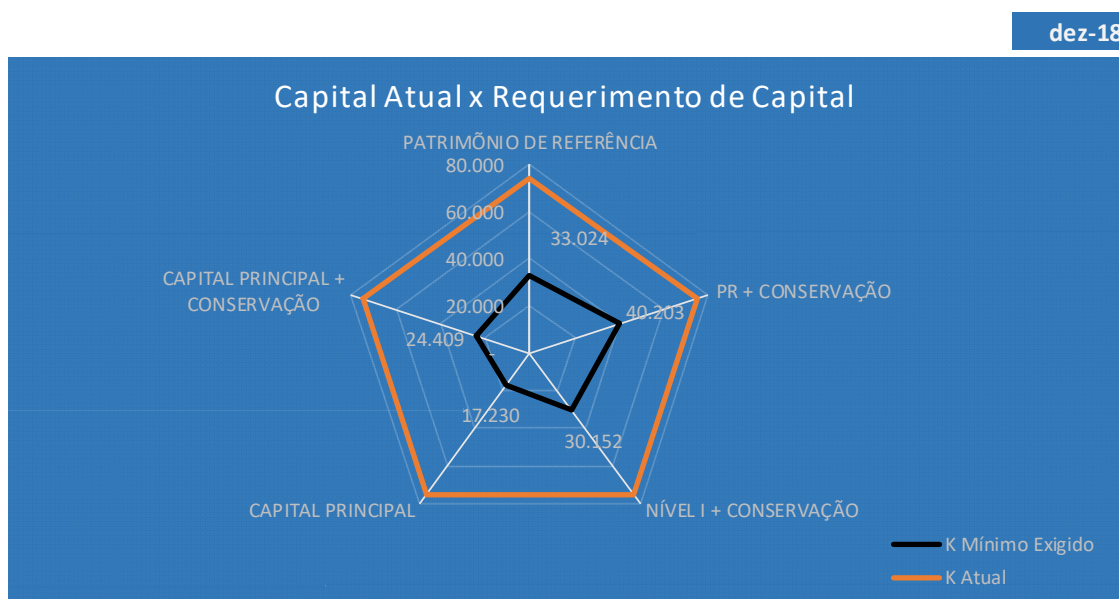 dez-18
Capital Atual x Requerimento de Capital
PATRIMÕNIO DE REFERÊNCIA
80.000
60.000
33.024
40.000
CAPITAL PRINCIPAL +
CONSERVAÇÃO
PR + CONSERVAÇÃO
20.000
40.203
24.409
-
17.230
30.152
CAPITAL PRINCIPAL
NÍVEL I + CONSERVAÇÃO
K Mínimo Exigido
K Atual